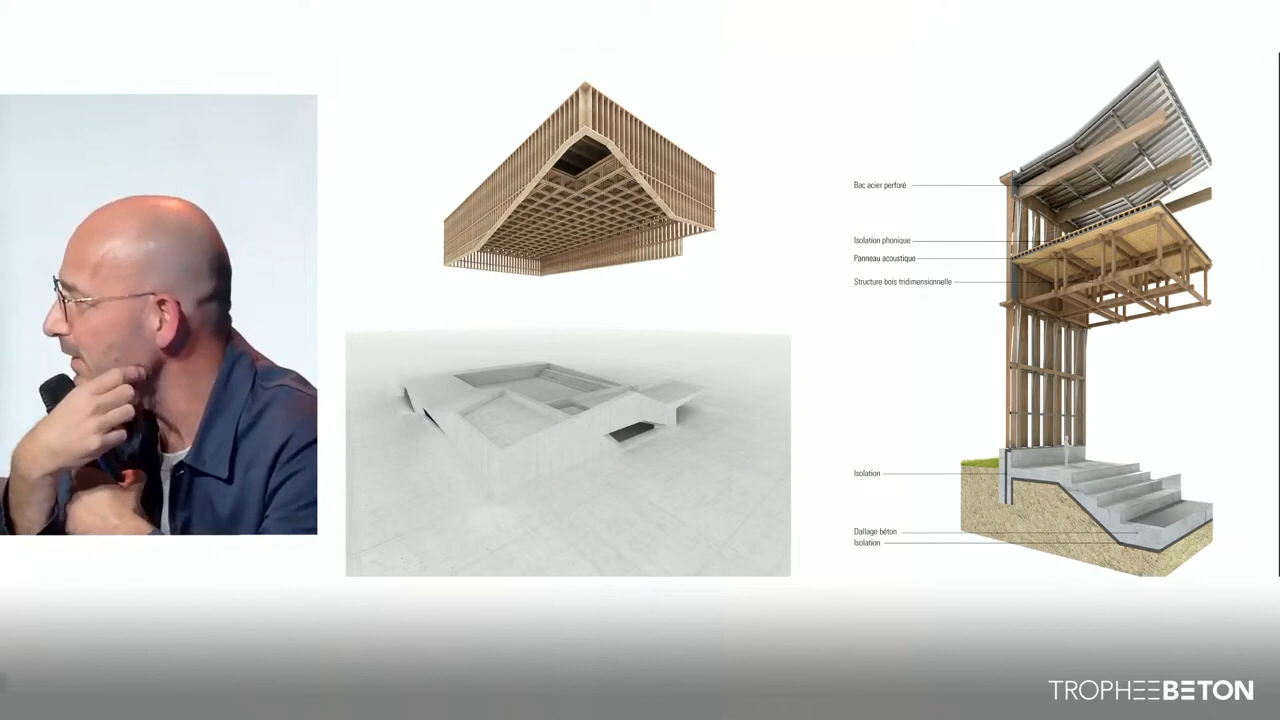 Bac acier perforé
Isolation phonique
Panneau acoustique
Structure bois tridimensionnelle
Isolation
Dallage béton
Isolation
TROPHEEBETON